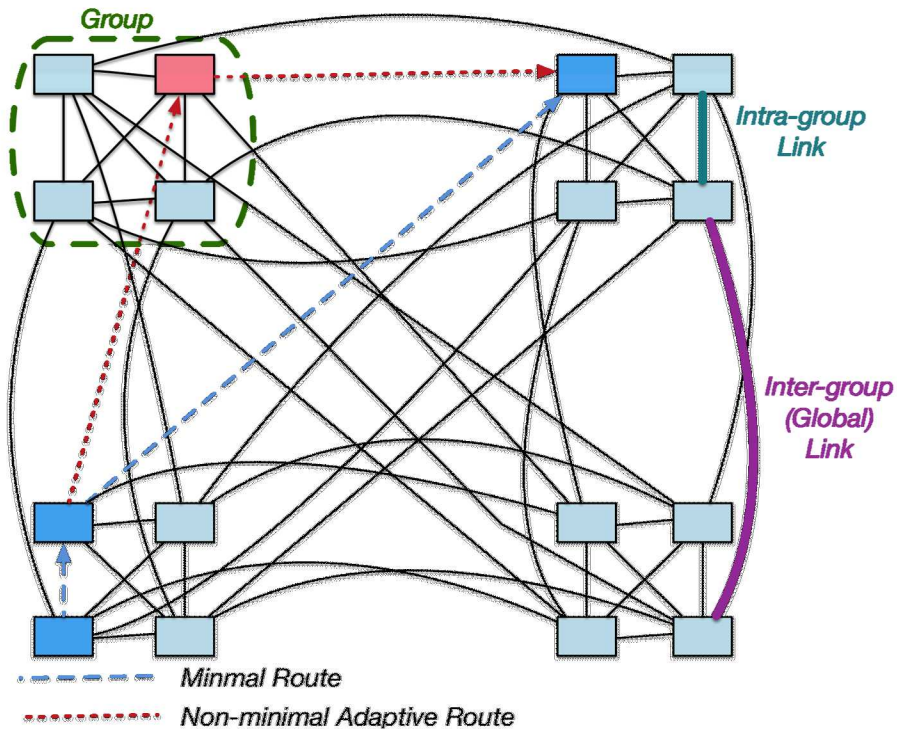 Group
Intra-group
Link
Inter-group
(Global)
Link
Minmal Route
Non-minimal Adaptive Route